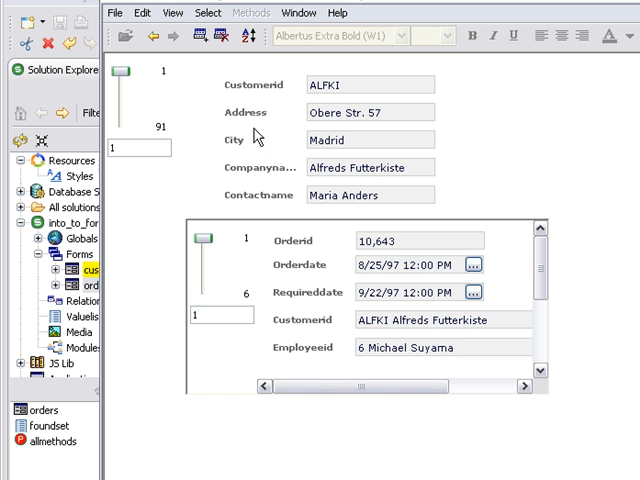 File Edit View Select Methods Window Help
Albertus Extra Bold (W1)
B I U A
Solution Explore
Filte
Resources
Styles
Database S
All solutions
into_to_for
Globals
Forms
cus
ord
Relation
Valuelis
Media
Modules
JS Lib
orders
foundset
allmethods
1
91
1
Customerid ALFKI
Address Obere Str. 57
City Madrid
Companyna... Alfreds Futterkiste
Contactname Maria Anders
1
6
1
Orderid 10,643
Orderdate 8/25/97 12:00 PM ...
Requireddate 9/22/97 12:00 PM ...
Customerid ALFKI Alfreds Futterkiste
Employeeid 6 Michael Suyama